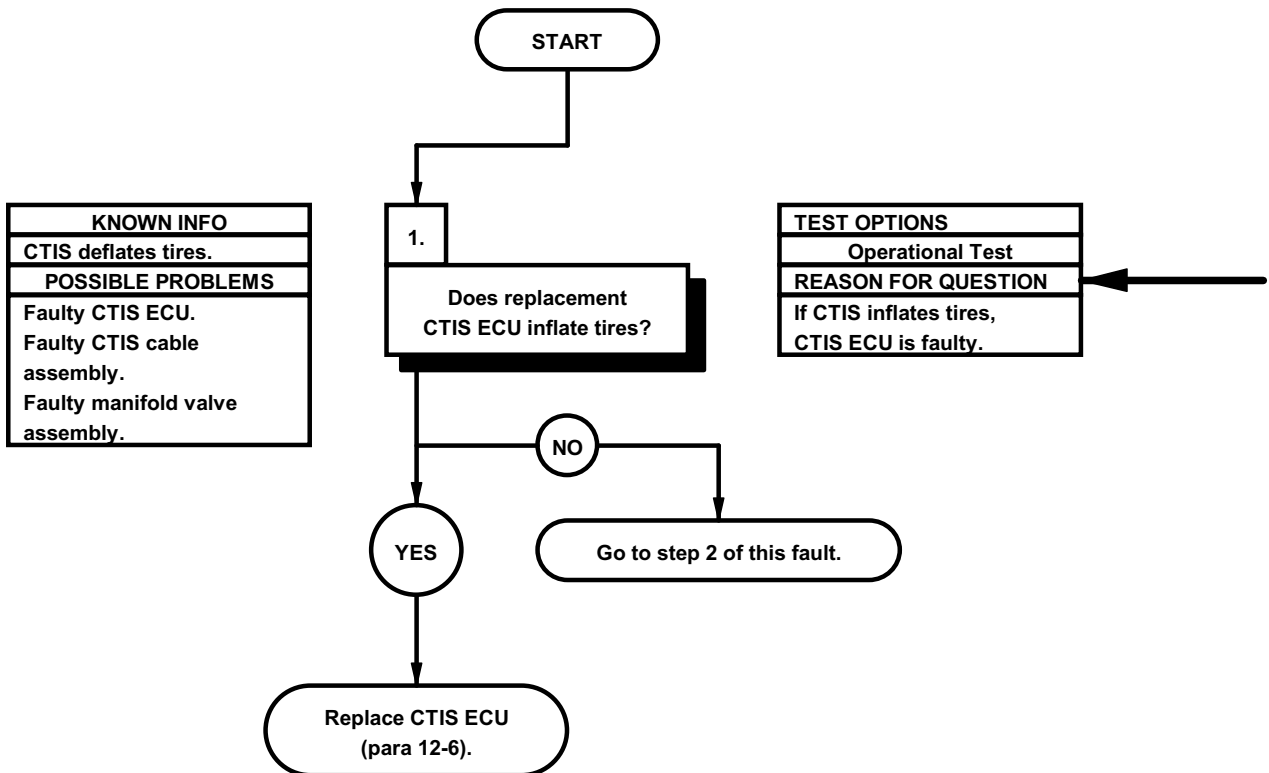 START
KNOWN INFO
CTIS deflates tires.
POSSIBLE PROBLEMS
Faulty CTIS ECU.
Faulty CTIS cable
assembly.
Faulty manifold valve
assembly.
1.
Does replacement
CTIS ECU inflate tires?
TEST OPTIONS
Operational Test
REASON FOR QUESTION
If CTIS inflates tires,
CTIS ECU is faulty.
NO
YES
Go to step 2 of this fault.
Replace CTIS ECU
(para 12-6).